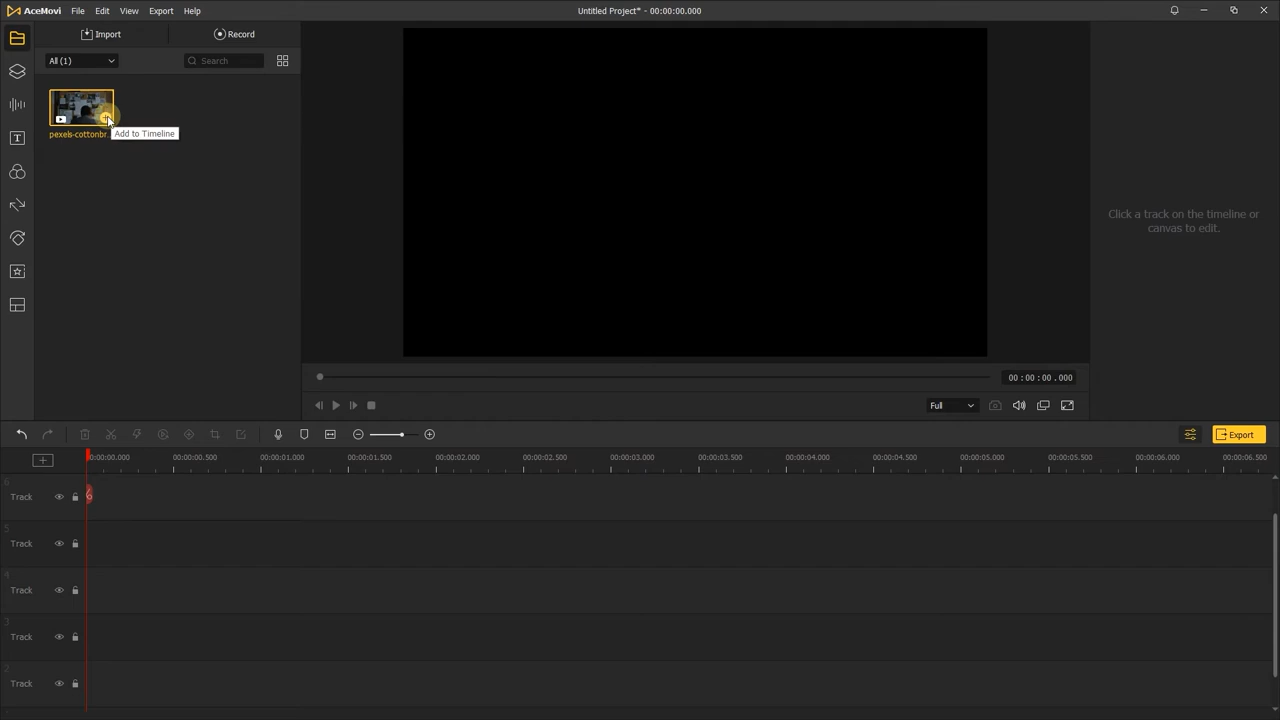 AceMovi File Edit View Export Help Untitled Project* - 00:00:00.000
Import Record
All (1) Search
pexels-cottonbr... Add to Timeline
Click a track on the timeline or
canvas to edit.
00 : 00 : 00 . 000
Full
Export
00:00:00.000 00:00:00.500 00:00:01.000 00:00:01.500 00:00:02.000 00:00:02.500 00:00:03.000 00:00:03.500 00:00:04.000 00:00:04.500 00:00:05.000 00:00:05.500 00:00:06.000 00:00:06.500
6
Track
5
Track
4
Track
3
Track
2
Track